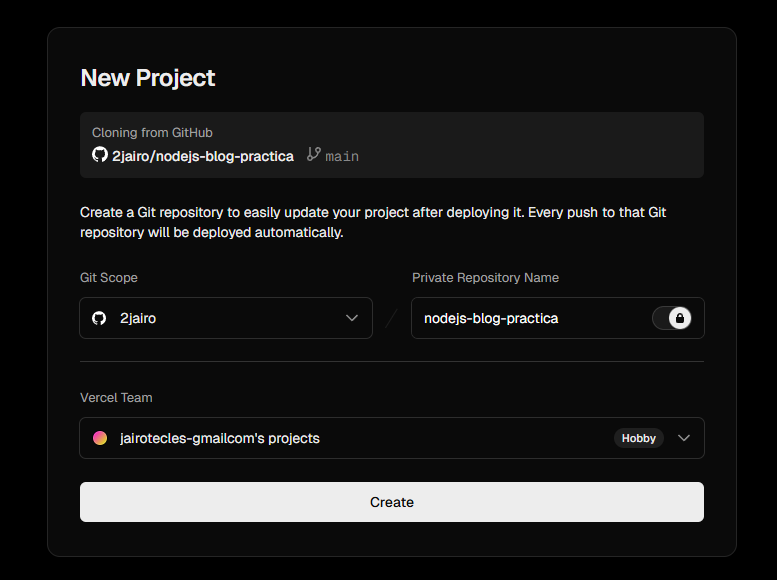 New Project
Cloning from GitHub
2jairo/nodejs-blog-practica main
Create a Git repository to easily update your project after deploying it. Every push to that Git
repository will be deployed automatically.
Git Scope
Private Repository Name
2jairo
nodejs-blog-practica
Vercel Team
jairotecles-gmailcom's projects Hobby
Create